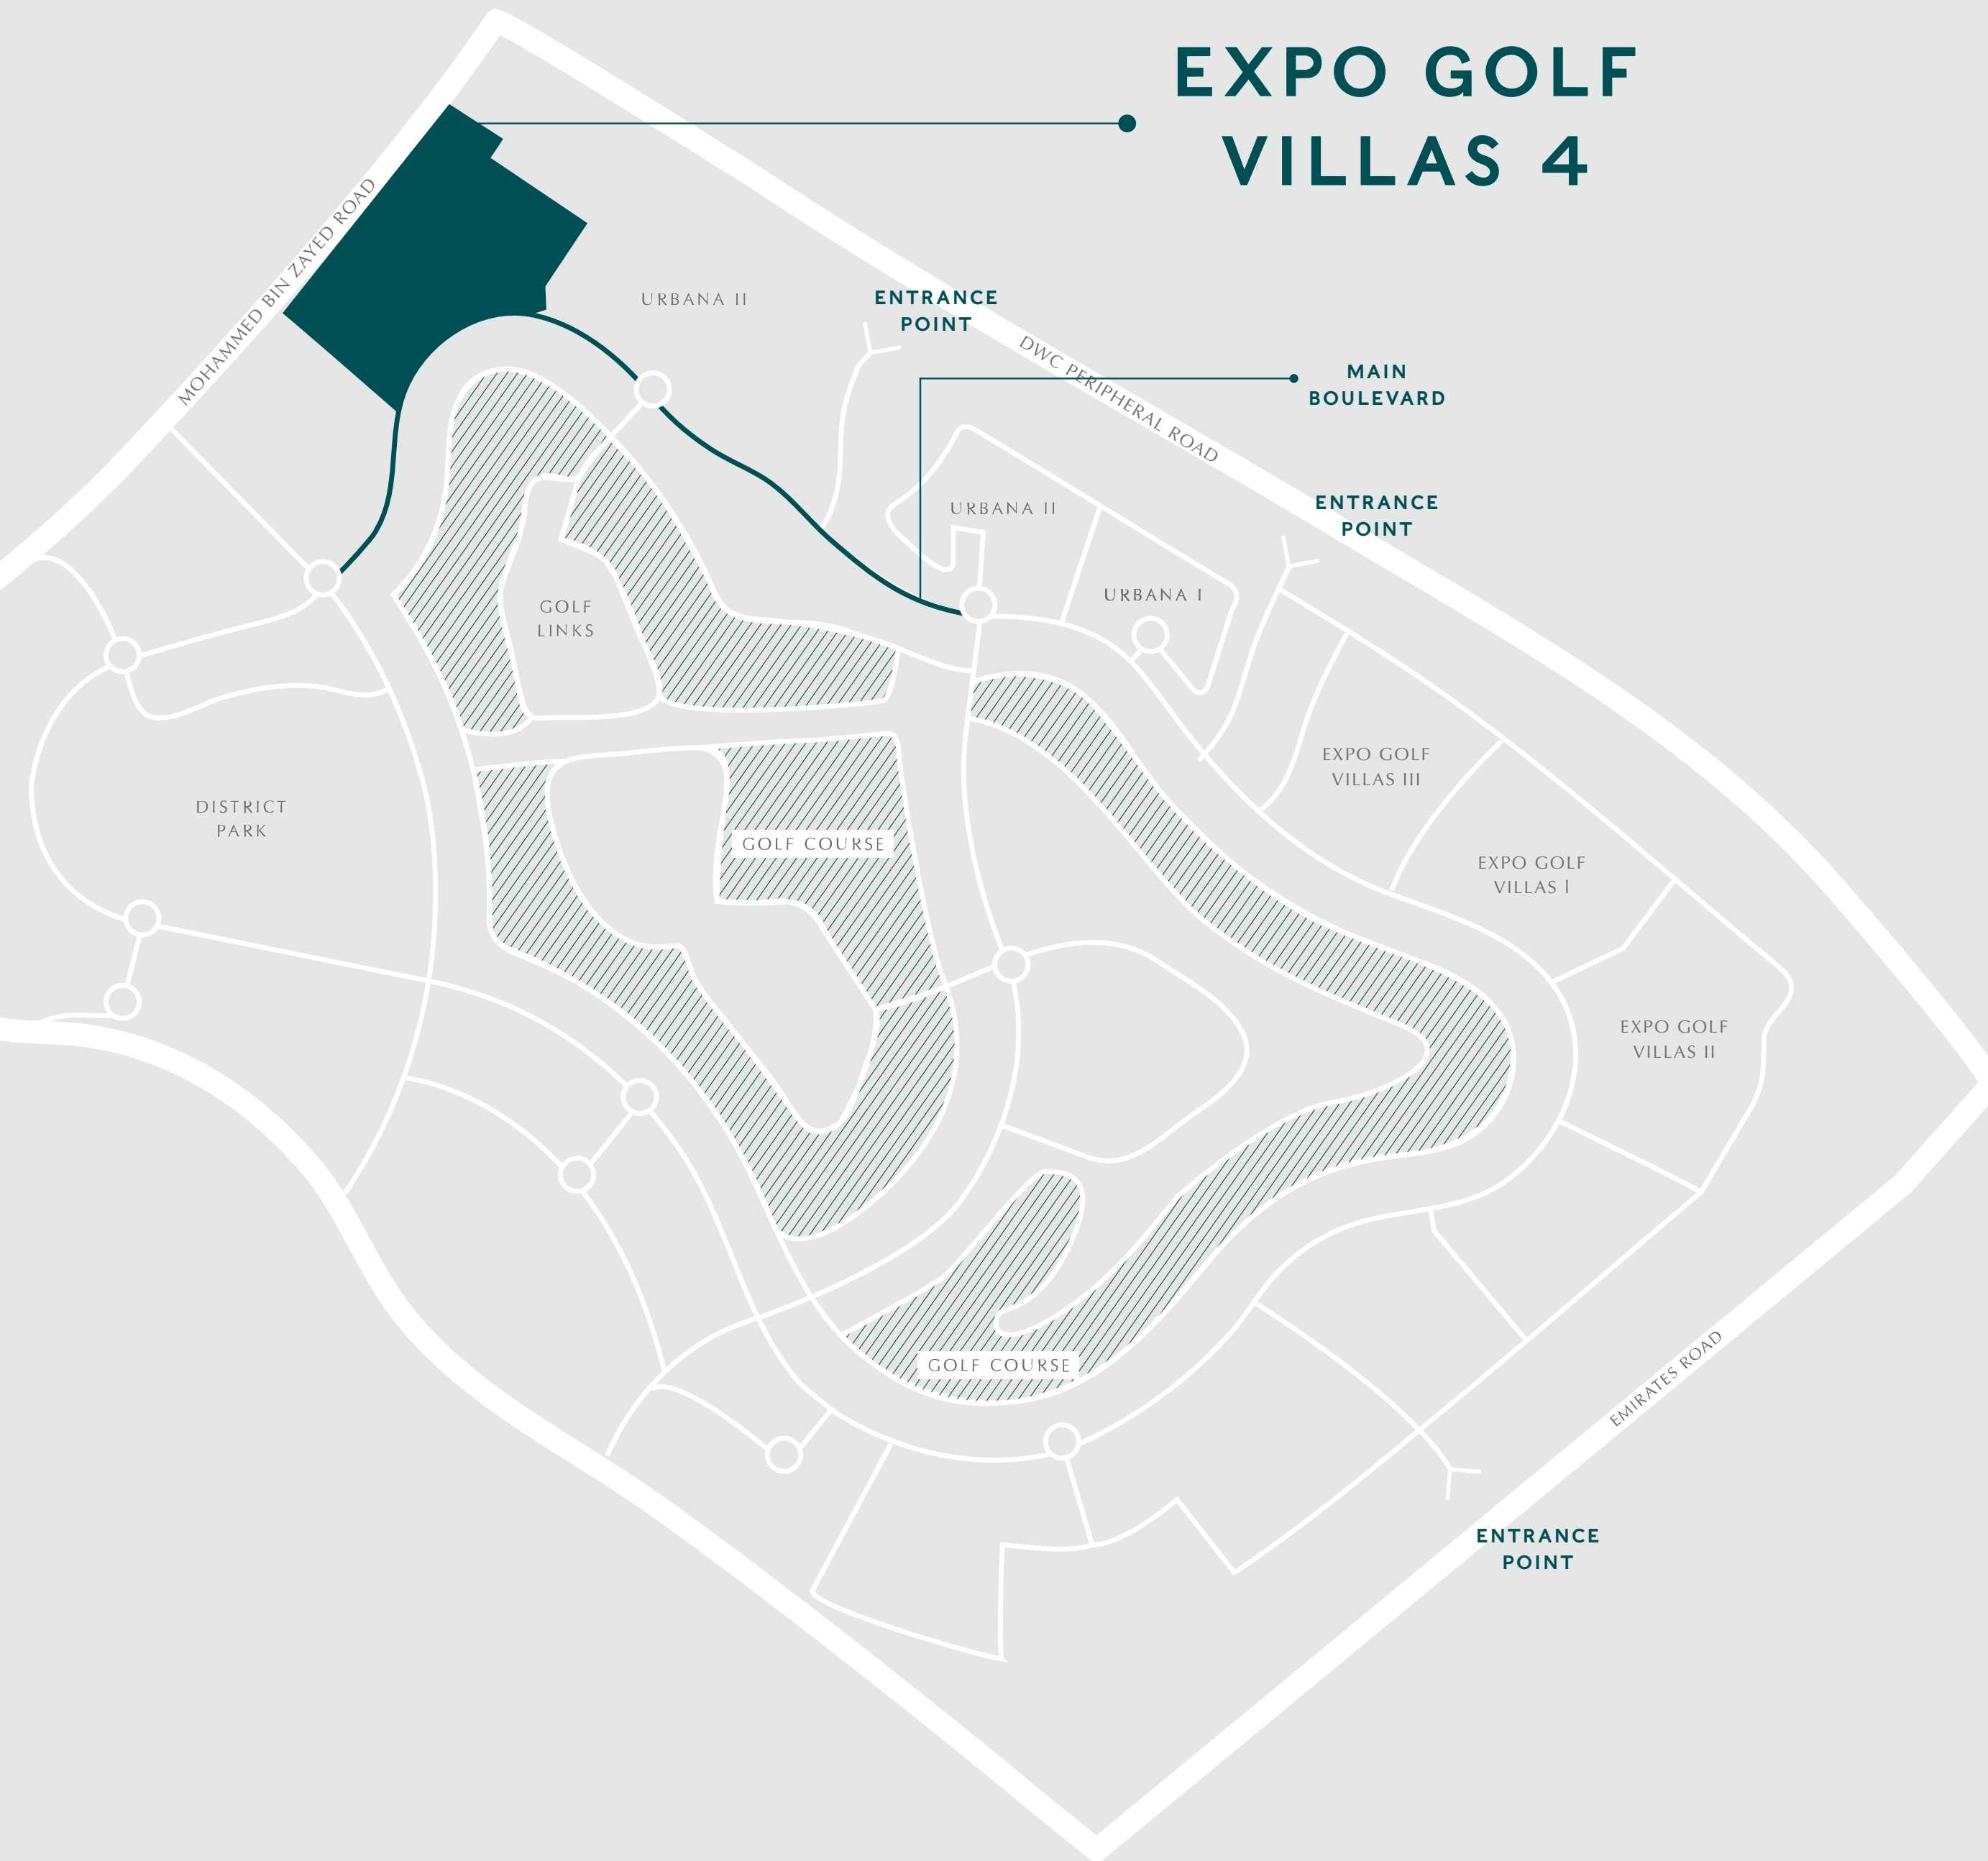 EXPO GOLF
VILLAS 4
MOHAMMED BIN ZAYED ROAD
URBANA II
ENTRANCE
POINT
DWC PERIPHERAL ROAD
MAIN
BOULEVARD
URBANA II
ENTRANCE
POINT
URBANA I
GOLF
LINKS
EXPO GOLF
VILLAS III
DISTRICT
PARK
GOLF COURSE
EXPO GOLF
VILLAS I
EXPO GOLF
VILLAS II
GOLF COURSE
EMIRATES ROAD
ENTRANCE
POINT